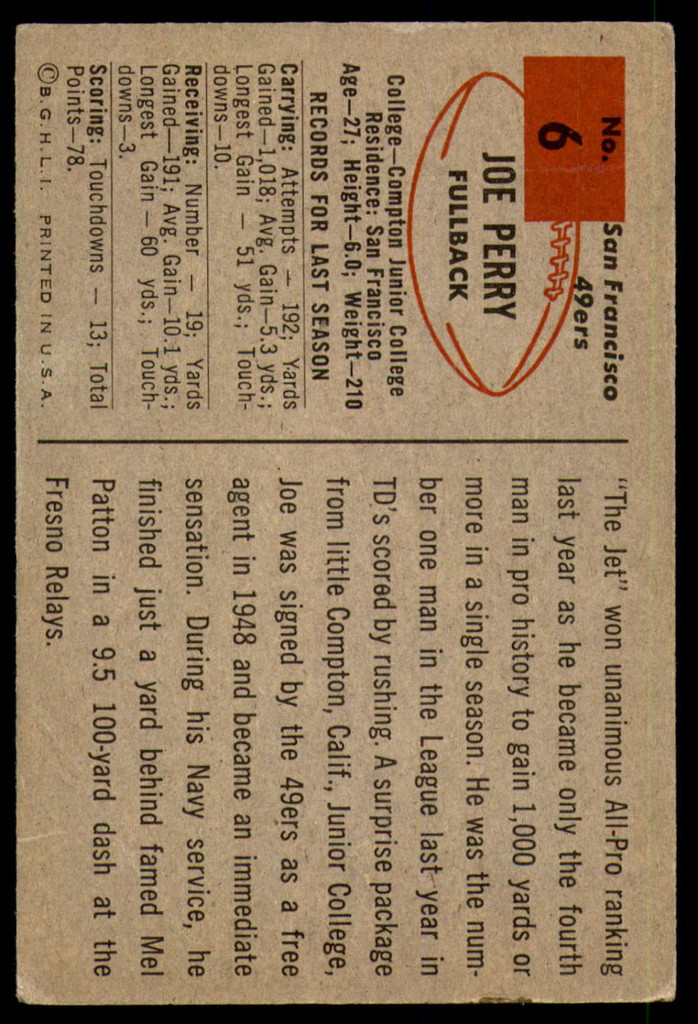 No.
6
San Francisco
49ers
JOE PERRY
FULLBACK
College—Compton Junior College
Residence: San Francisco
Age—27; Height—6.0; Weight—210
RECORDS FOR LAST SEASON
Carrying: Attempts — 192; Yards
Gained—1,018; Avg. Gain—5.3 yds.;
Longest Gain — 51 yds.; Touch-
downs—10.
Receiving: Number — 19; Yards
Gained—191; Avg. Gain—10.1 yds.;
Longest Gain — 60 yds.; Touch-
downs—3.
Scoring: Touchdowns — 13; Total
Points—78.
©B.G.H.L.I. PRINTED IN U.S.A.
"The Jet" won unanimous All-Pro ranking
last year as he became only the fourth
man in pro history to gain 1,000 yards or
more in a single season. He was the num-
ber one man in the League last year in
TD's scored by rushing. A surprise package
from little Compton, Calif., Junior College,
Joe was signed by the 49ers as a free
agent in 1948 and became an immediate
sensation. During his Navy service, he
finished just a yard behind famed Mel
Patton in a 9.5 100-yard dash at the
Fresno Relays.